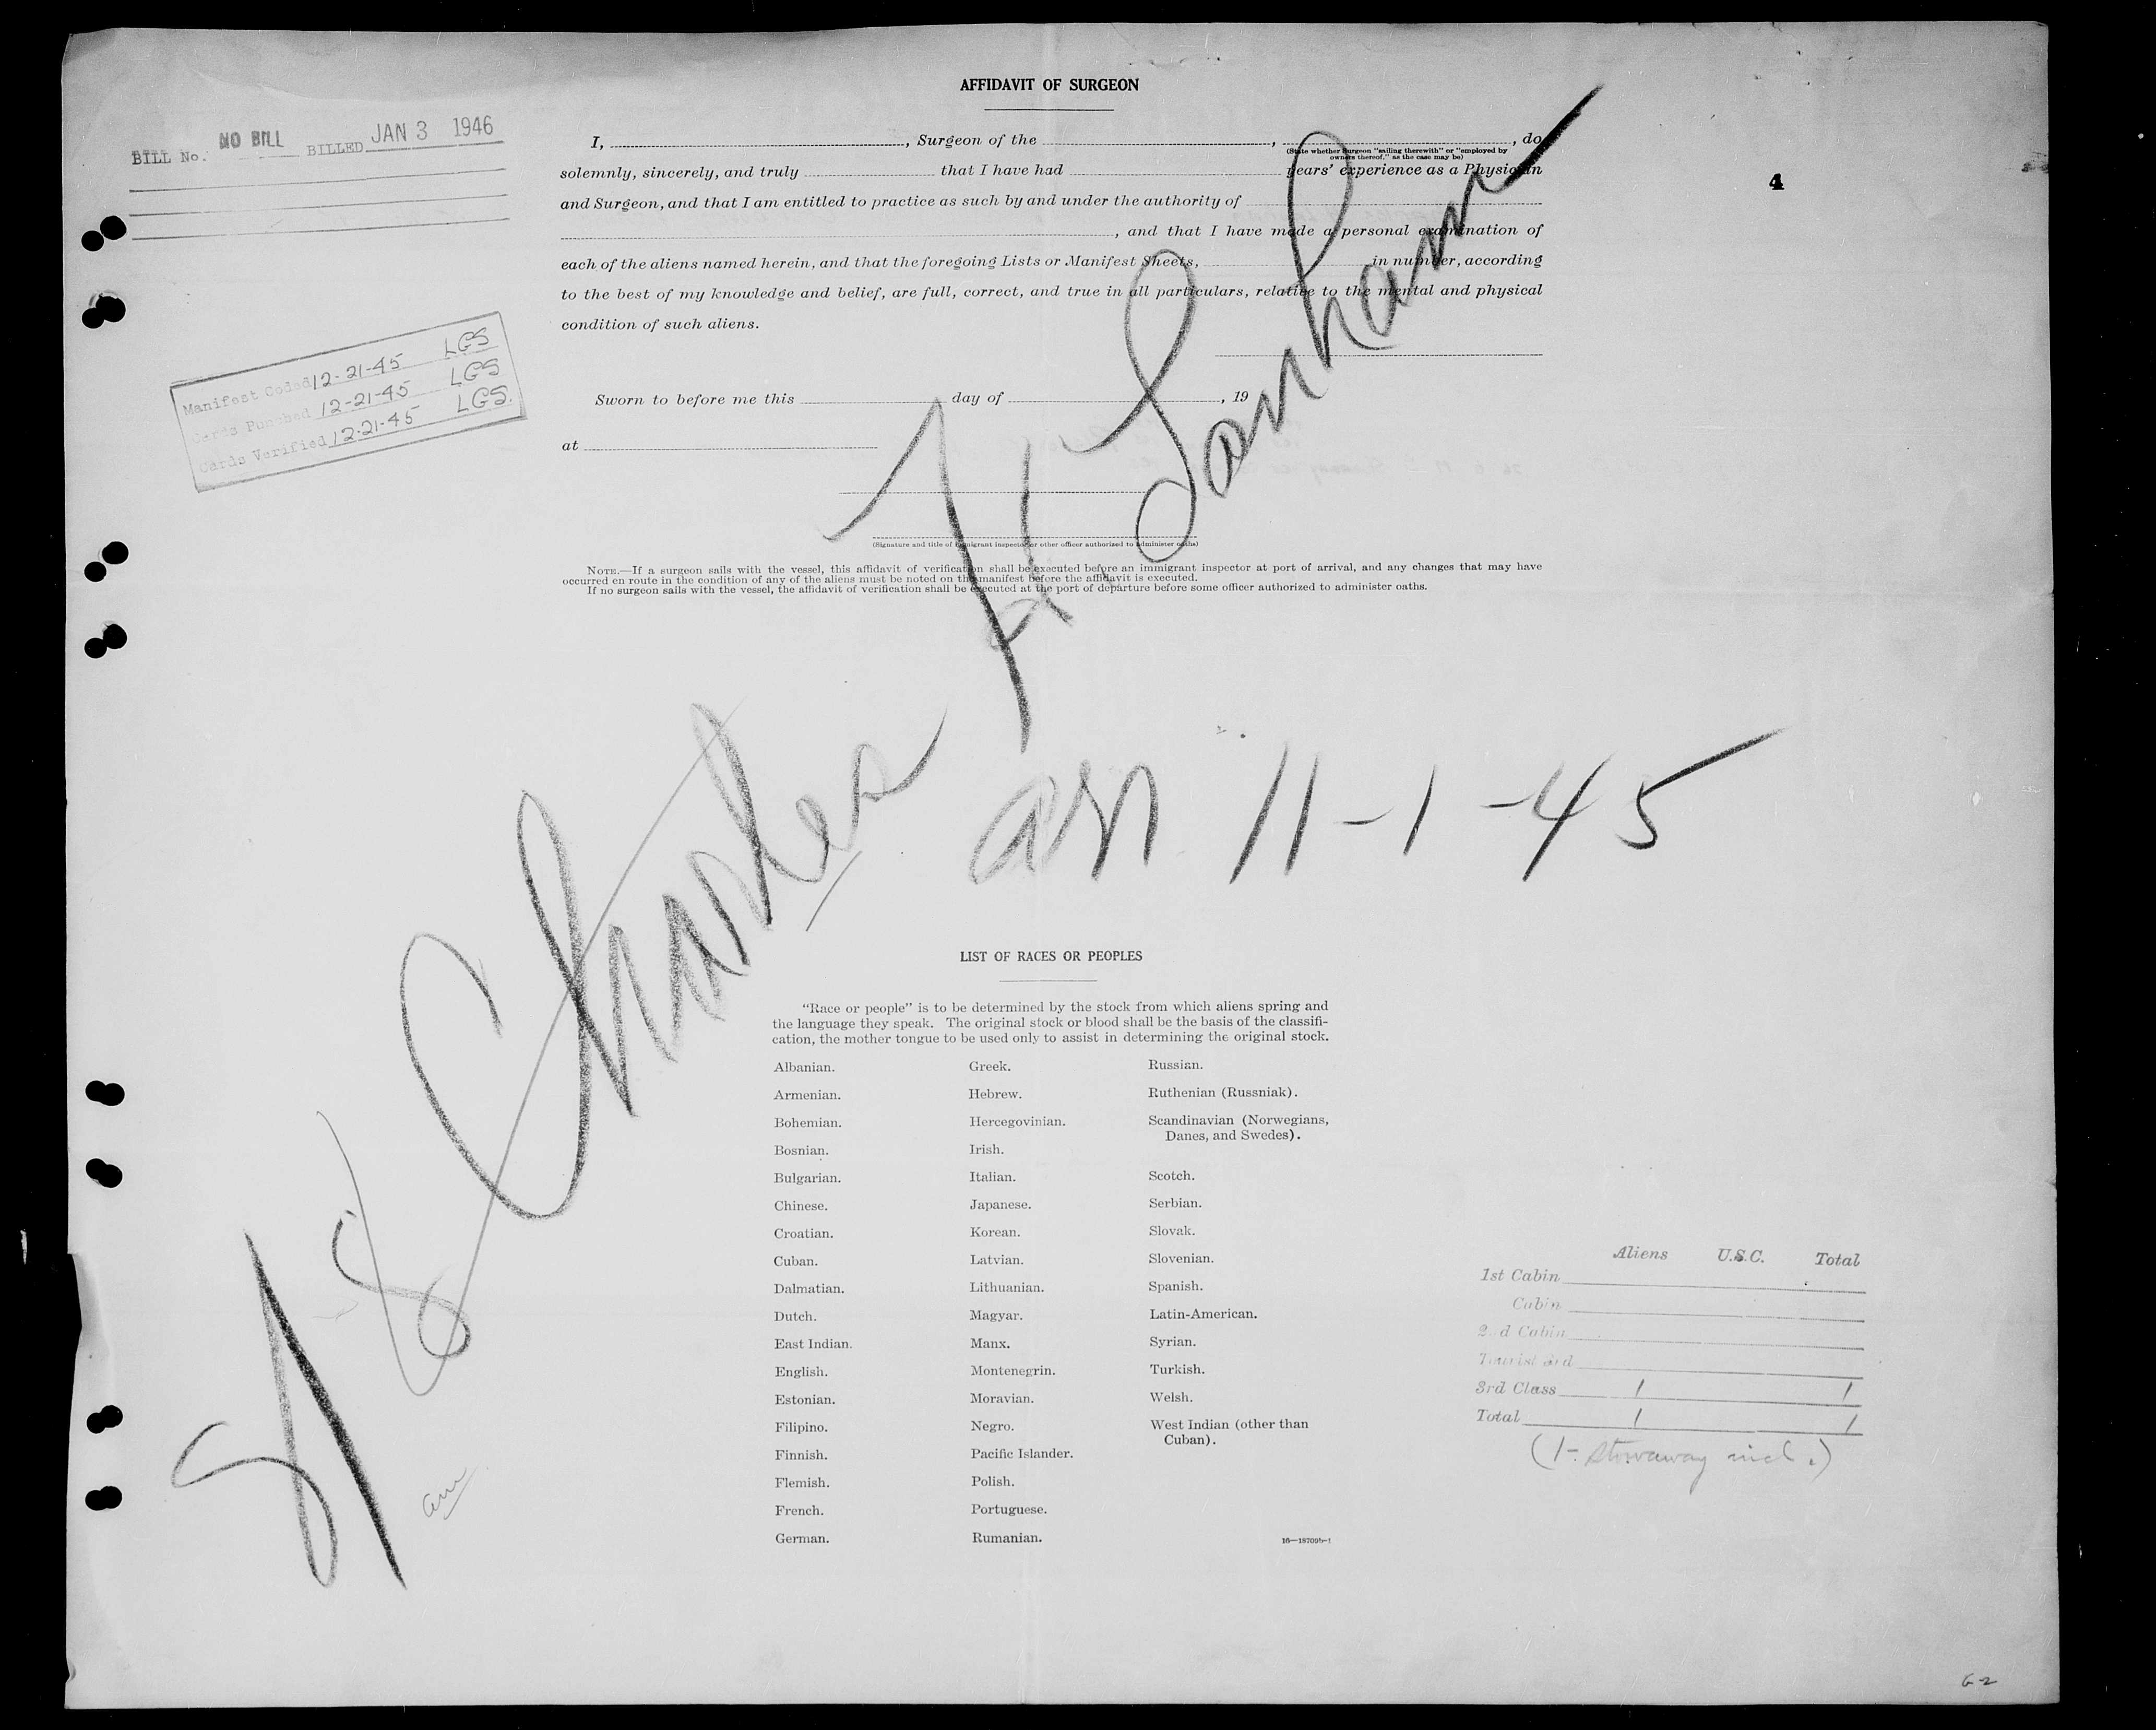 AFFIDAVIT OF SURGEON
BILL No. NO BILL BILLED JAN 3 1946
4
I, , Surgeon of the , , do
(State whether surgeon "sailing therewith" or "employed by
owners thereof," as the case may be)
solemnly, sincerely, and truly that I have had years' experience as a Physician
and Surgeon, and that I am entitled to practice as such by and under the authority of
, and that I have made a personal examination of
each of the aliens named herein, and that the foregoing Lists or Manifest Sheets, in number, according
to the best of my knowledge and belief, are full, correct, and true in all particulars, relative to the mental and physical
condition of such aliens.
Manifest Coded 12-21-45 LGS
Cards Punched 12-21-45 LGS
Cards Verified 12-21-45 LGS.
Sworn to before me this day of , 19
at
(Signature and title of immigrant inspector or other officer authorized to administer oaths)
NOTE.—If a surgeon sails with the vessel, this affidavit of verification shall be executed before an immigrant inspector at port of arrival, and any changes that may have
occurred en route in the condition of any of the aliens must be noted on the manifest before the affidavit is executed.
If no surgeon sails with the vessel, the affidavit of verification shall be executed at the port of departure before some officer authorized to administer oaths.
S/S Charles H Lanham
arr 11-1-45
LIST OF RACES OR PEOPLES
"Race or people" is to be determined by the stock from which aliens spring and
the language they speak. The original stock or blood shall be the basis of the classifi-
cation, the mother tongue to be used only to assist in determining the original stock.
Albanian.
Armenian.
Bohemian.
Bosnian.
Bulgarian.
Chinese.
Croatian.
Cuban.
Dalmatian.
Dutch.
East Indian.
English.
Estonian.
Filipino.
Finnish.
Flemish.
French.
German.
Greek.
Hebrew.
Hercegovinian.
Irish.
Italian.
Japanese.
Korean.
Latvian.
Lithuanian.
Magyar.
Manx.
Montenegrin.
Moravian.
Negro.
Pacific Islander.
Polish.
Portuguese.
Rumanian.
Russian.
Ruthenian (Russniak).
Scandinavian (Norwegians,
Danes, and Swedes).
Scotch.
Serbian.
Slovak.
Slovenian.
Spanish.
Latin-American.
Syrian.
Turkish.
Welsh.
West Indian (other than
Cuban).
Aliens U.S.C. Total
1st Cabin
Cabin
2nd Cabin
Tourist 3rd
3rd Class 1 1
Total 1 1
(1- stowaway incl.)
G-2